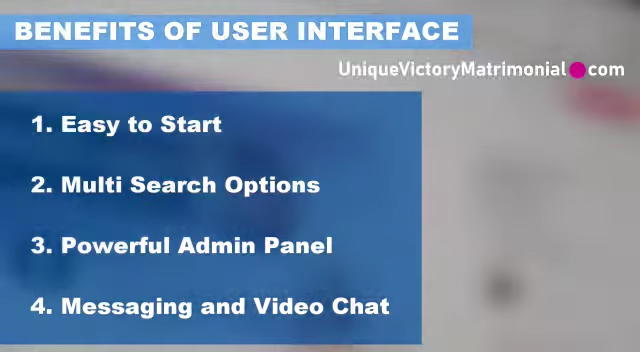 BENEFITS OF USER INTERFACE
UniqueVictoryMatrimonial.com
1. Easy to Start
2. Multi Search Options
3. Powerful Admin Panel
4. Messaging and Video Chat